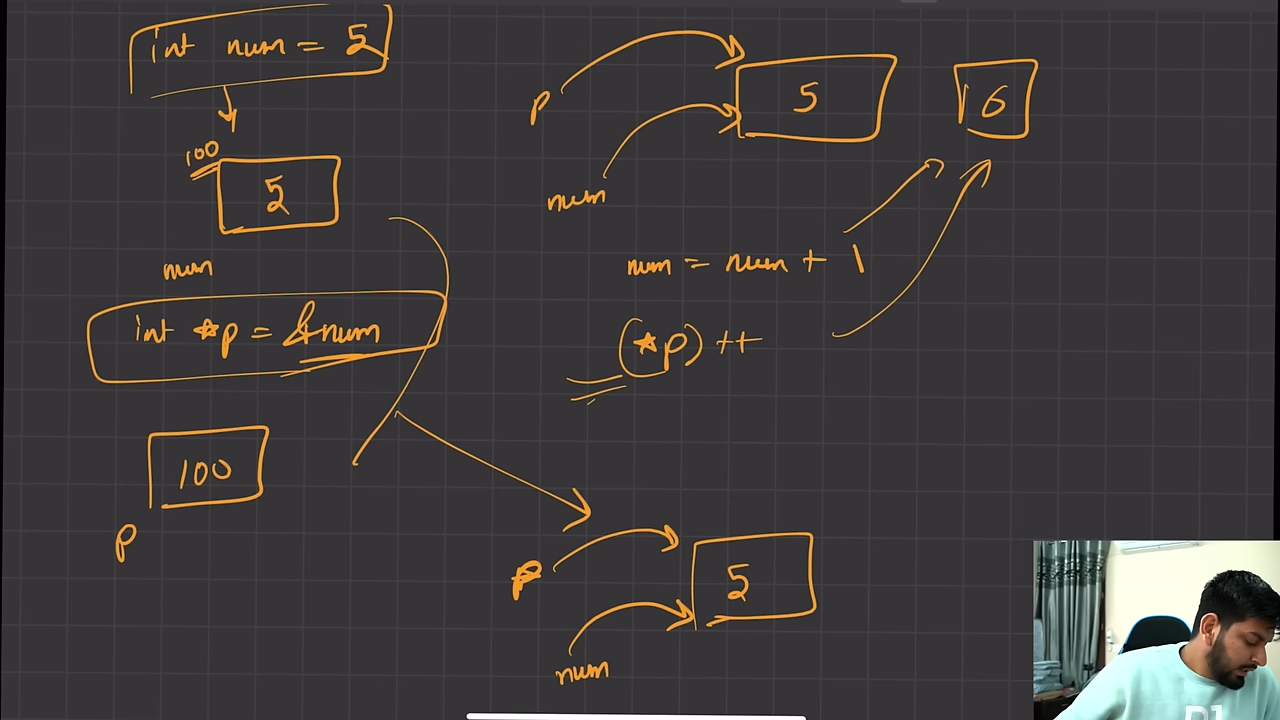 int num = 5
100
5
num
int *p = &num
100
p
p
5
6
num
num = num + 1
(*p)++
p
5
num